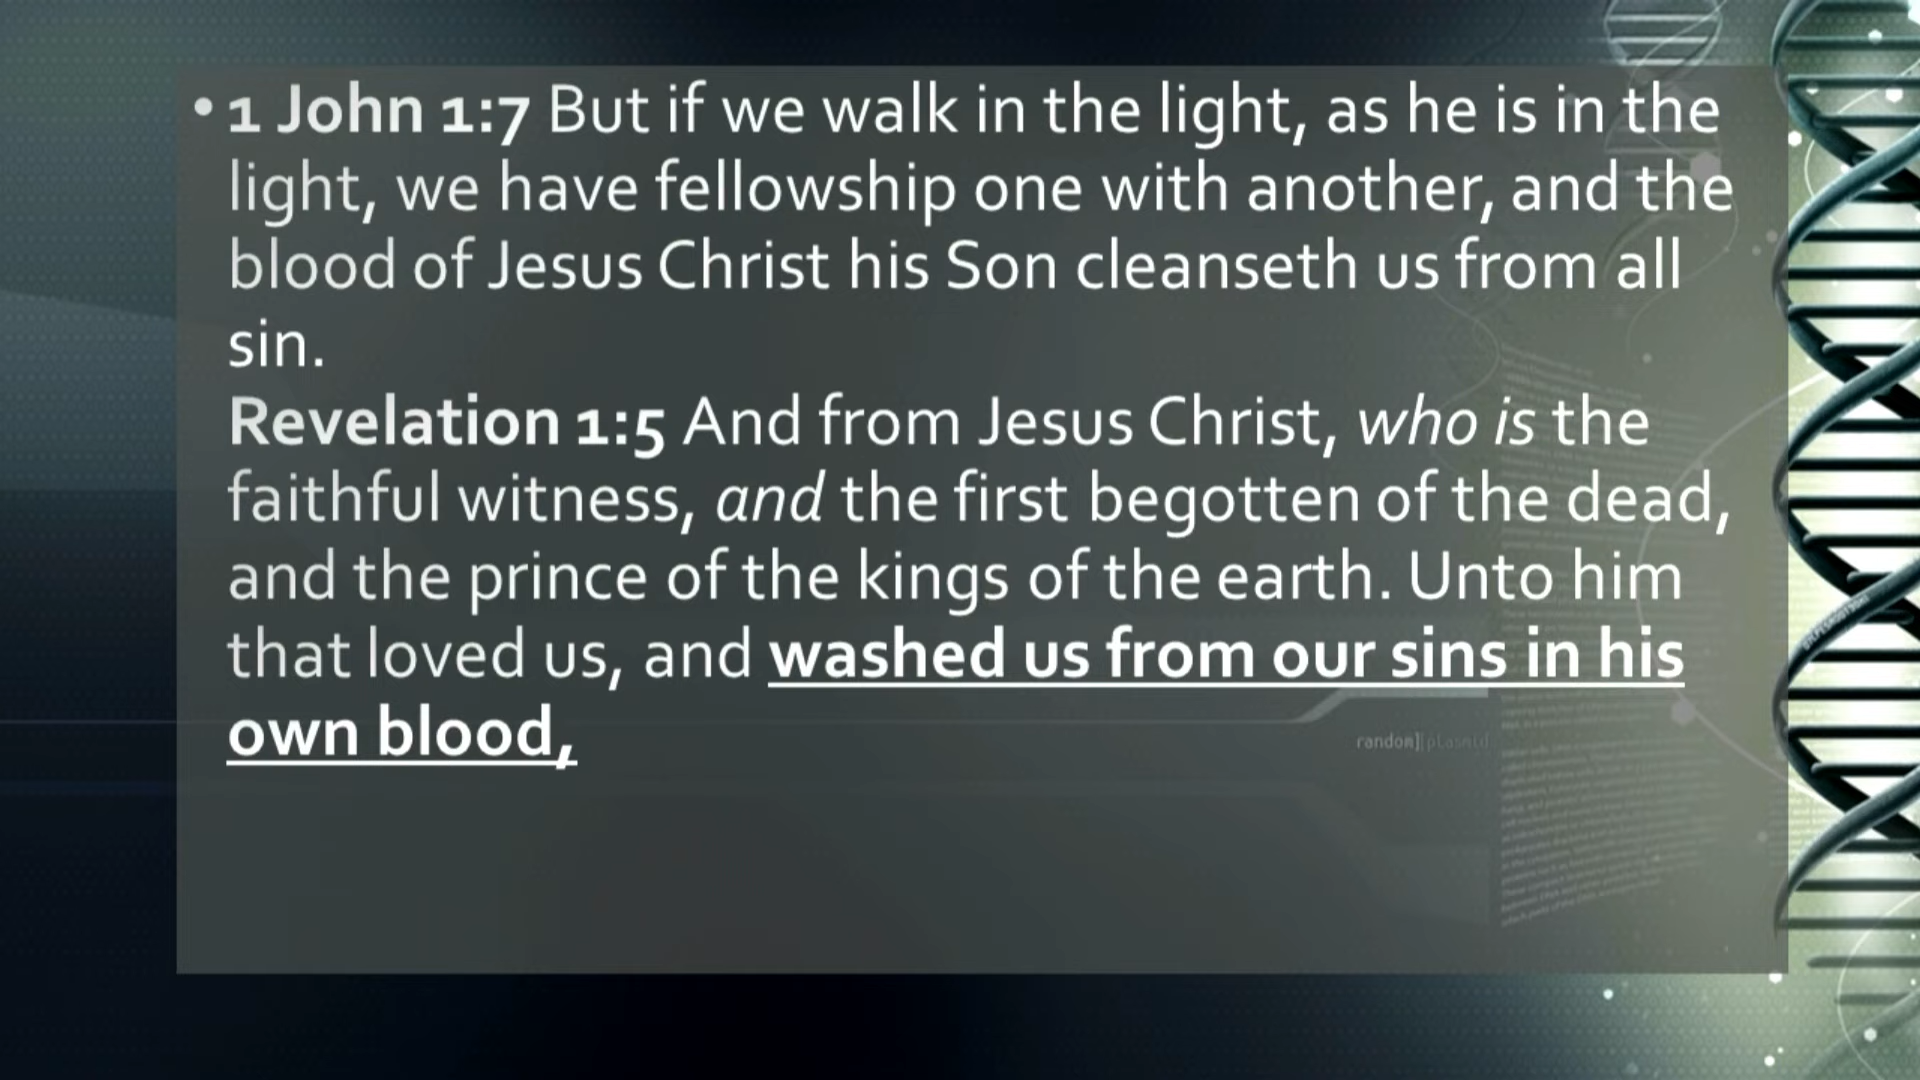 • 1 John 1:7 But if we walk in the light, as he is in the
light, we have fellowship one with another, and the
blood of Jesus Christ his Son cleanseth us from all
sin.
Revelation 1:5 And from Jesus Christ, who is the
faithful witness, and the first begotten of the dead,
and the prince of the kings of the earth. Unto him
that loved us, and washed us from our sins in his
own blood,
random]|plasmid